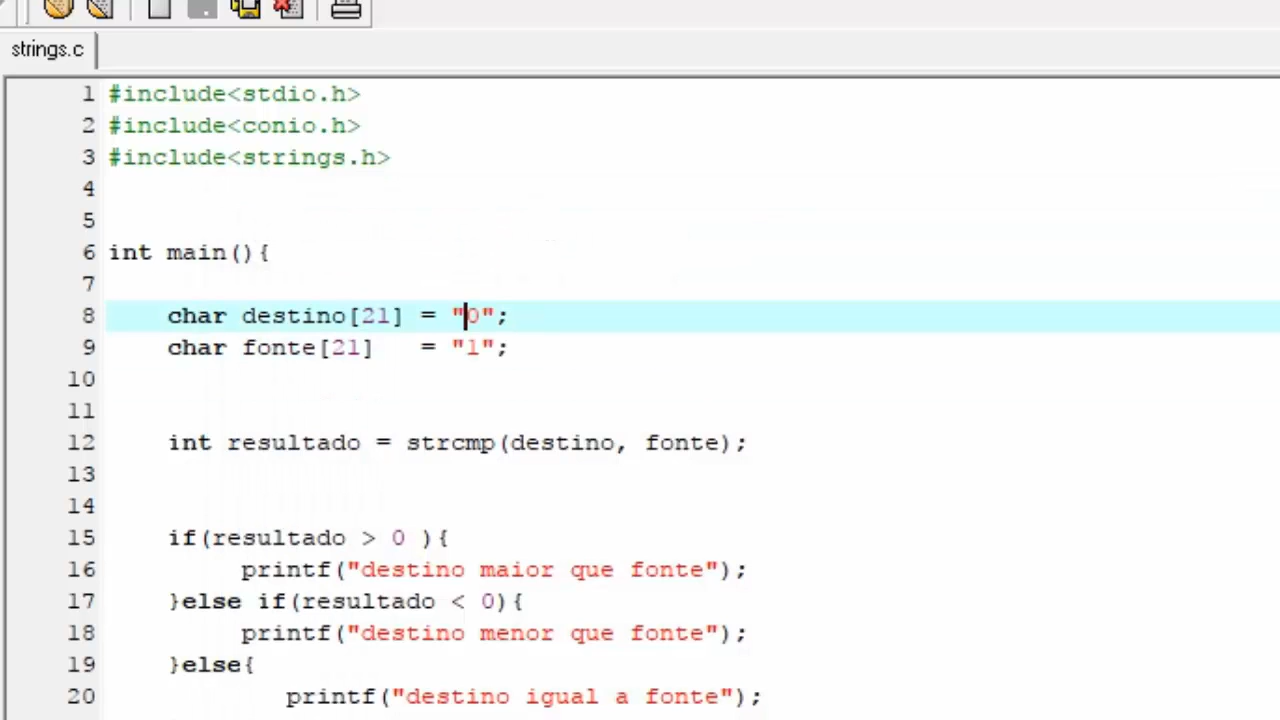 strings.c
1 #include<stdio.h>
2 #include<conio.h>
3 #include<strings.h>
4
5
6 int main(){
7
8     char destino[21] = "0";
9     char fonte[21]   = "1";
10
11
12     int resultado = strcmp(destino, fonte);
13
14
15     if(resultado > 0 ){
16          printf("destino maior que fonte");
17     }else if(resultado < 0){
18          printf("destino menor que fonte");
19     }else{
20             printf("destino igual a fonte");